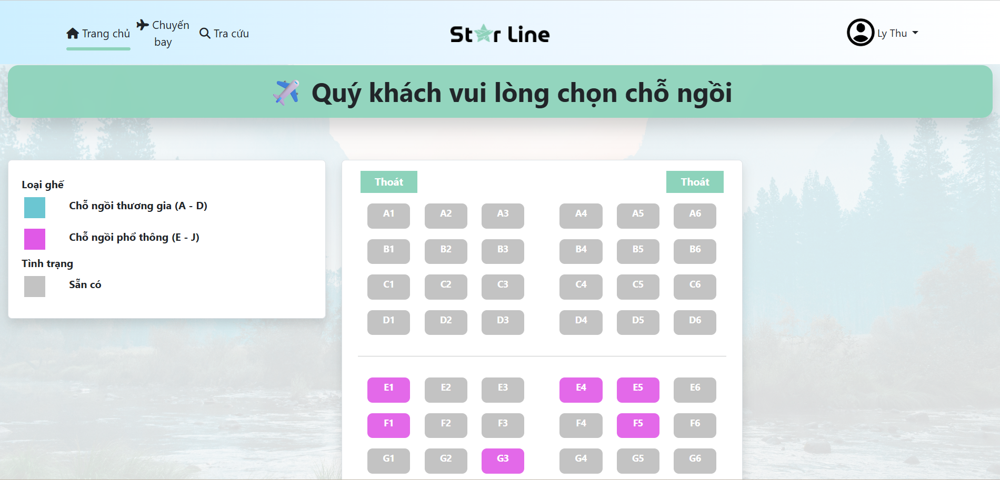 Trang chủ
Chuyến
bay
Tra cứu
Star Line
Ly Thu
Quý khách vui lòng chọn chỗ ngồi
Loại ghế
Chỗ ngồi thương gia (A - D)
Chỗ ngồi phổ thông (E - J)
Tình trạng
Sẵn có
Thoát Thoát
A1 A2 A3 A4 A5 A6
B1 B2 B3 B4 B5 B6
C1 C2 C3 C4 C5 C6
D1 D2 D3 D4 D5 D6
E1 E2 E3 E4 E5 E6
F1 F2 F3 F4 F5 F6
G1 G2 G3 G4 G5 G6